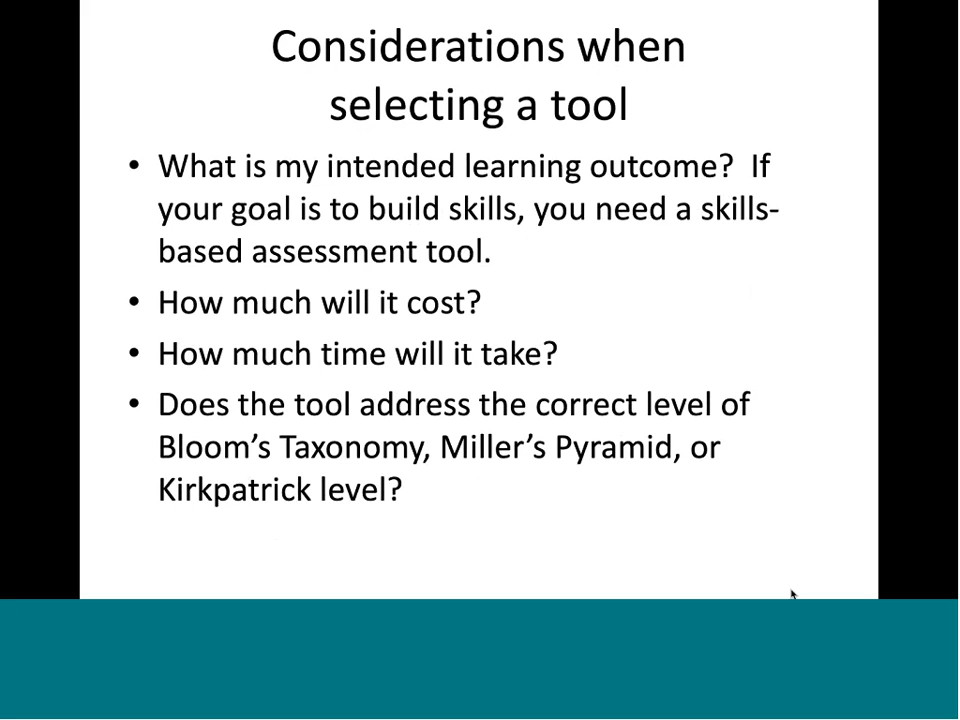 Considerations when
selecting a tool
• What is my intended learning outcome?  If
your goal is to build skills, you need a skills-
based assessment tool.
• How much will it cost?
• How much time will it take?
• Does the tool address the correct level of
Bloom’s Taxonomy, Miller’s Pyramid, or
Kirkpatrick level?